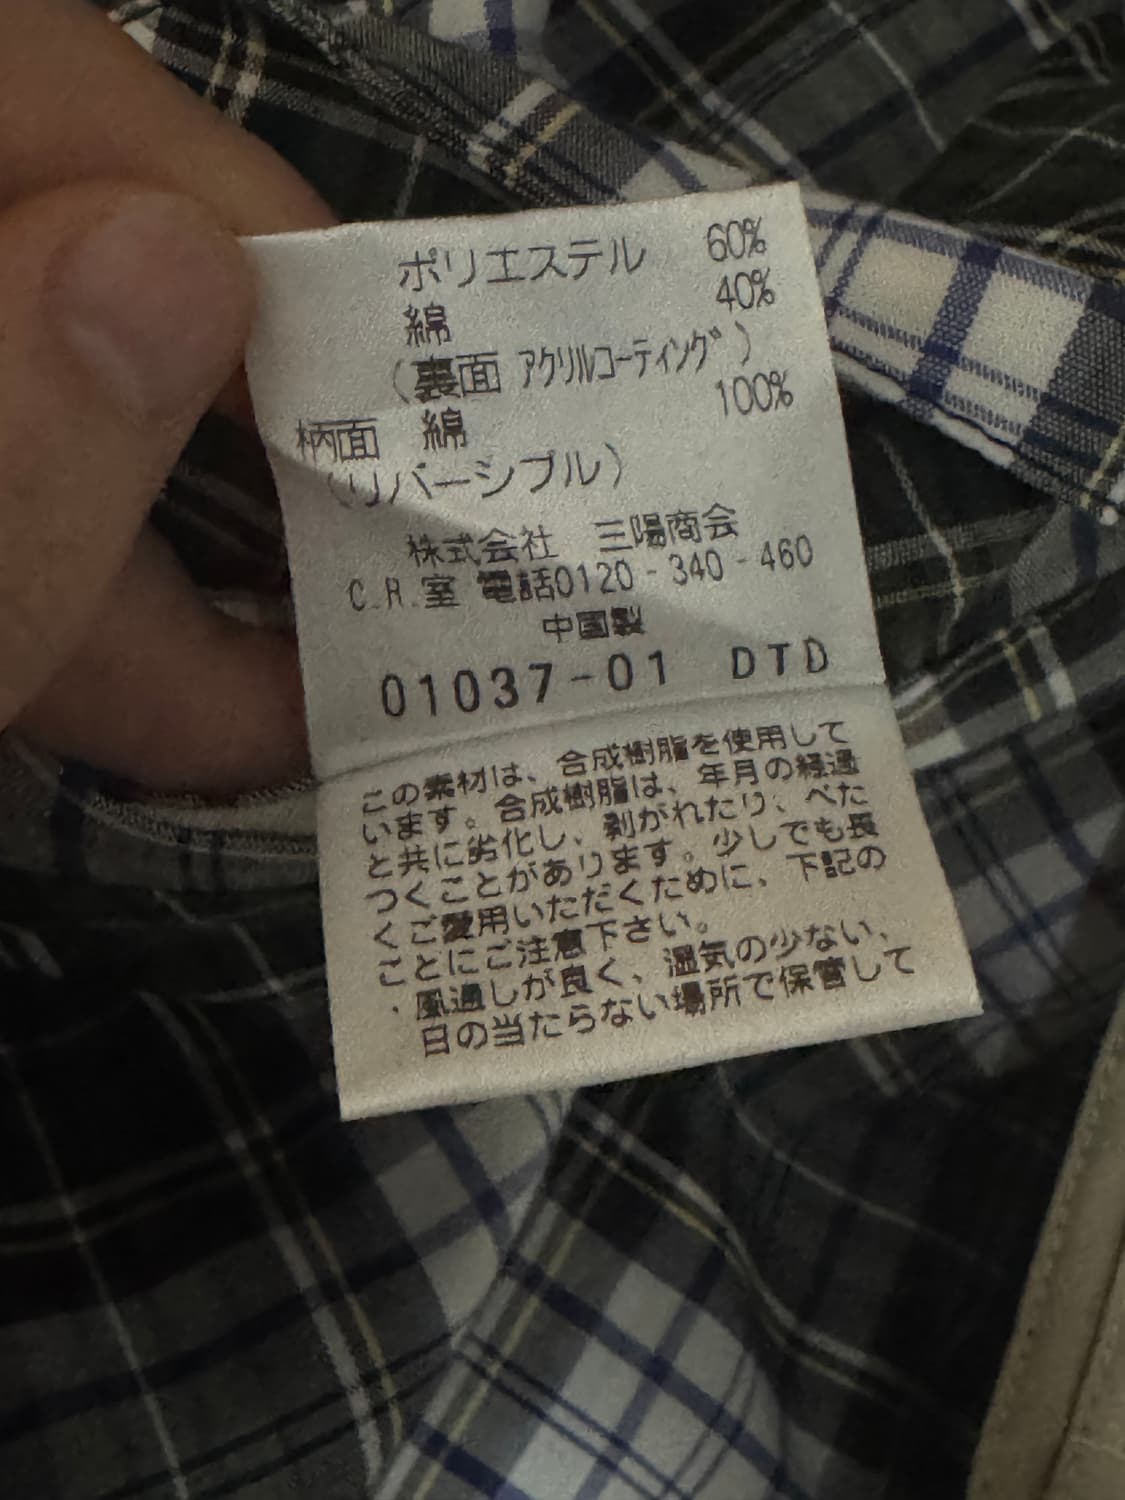 ポリエステル 60%
綿 40%
(裏面 アクリルコーティング)
柄面 綿 100%
(リバーシブル)
株式会社 三陽商会
C.R.室 電話0120-340-460
中国製
01037-01 DTD
この素材は、合成樹脂を使用して
います。合成樹脂は、年月の経過
と共に劣化し、剥がれたり、べた
つくことがあります。少しでも長
くご愛用いただくために、下記の
ことにご注意下さい。
・風通しが良く、湿気の少ない、
日の当たらない場所で保管して